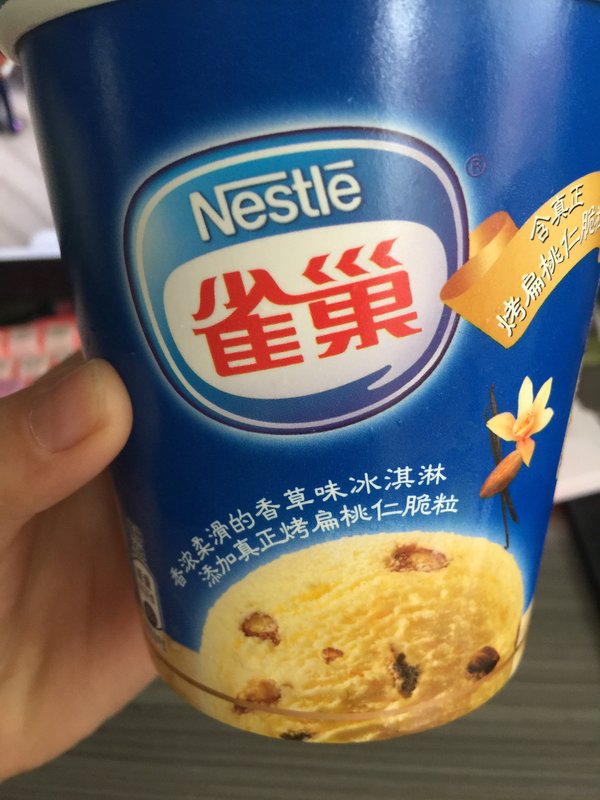 Nestlé
雀巢
®
含真正
烤扁桃仁脆粒
香浓柔滑的香草味冰淇淋
添加真正烤扁桃仁脆粒